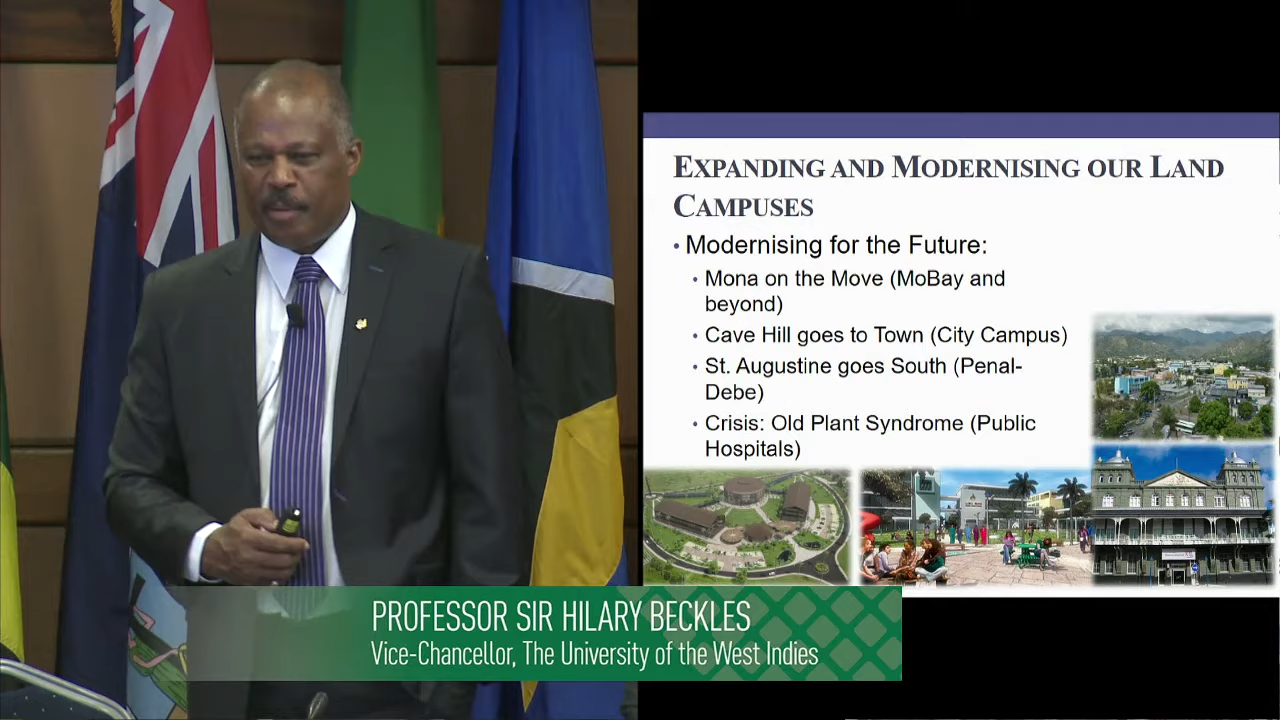 EXPANDING AND MODERNISING OUR LAND
CAMPUSES
• Modernising for the Future:
• Mona on the Move (MoBay and
beyond)
• Cave Hill goes to Town (City Campus)
• St. Augustine goes South (Penal-
Debe)
• Crisis: Old Plant Syndrome (Public
Hospitals)
PROFESSOR SIR HILARY BECKLES
Vice-Chancellor, The University of the West Indies